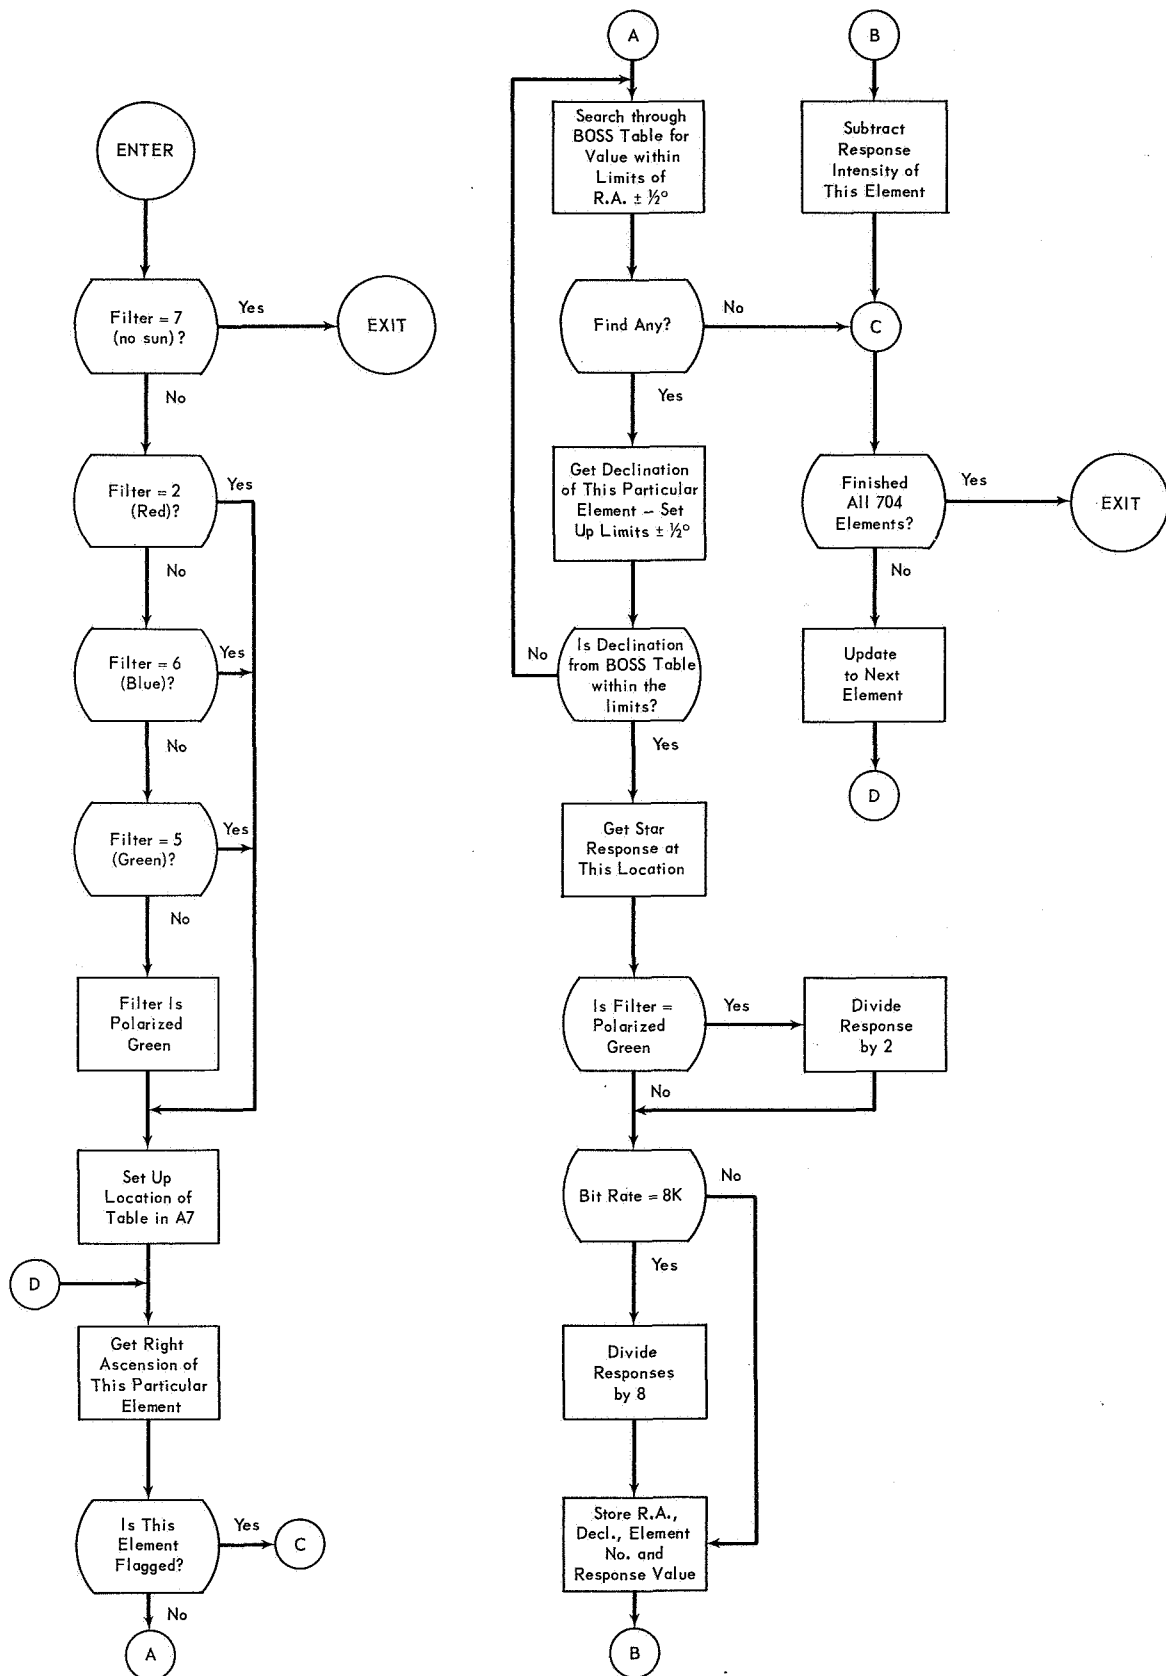 ENTER
Filter = 7
(no sun)?
Yes
EXIT
No
Filter = 2
(Red)?
Yes
No
Filter = 6
(Blue)?
Yes
No
Filter = 5
(Green)?
Yes
No
Filter Is
Polarized
Green
Set Up
Location of
Table in A7
D
Get Right
Ascension of
This Particular
Element
Is This
Element
Flagged?
Yes
C
No
A
A
Search through
BOSS Table for
Value within
Limits of
R.A. ± ½°
Find Any?
No
Yes
Get Declination
of This Particular
Element – Set
Up Limits ± ½°
Is Declination
from BOSS Table
within the
limits?
No
Yes
Get Star
Response at
This Location
Is Filter =
Polarized
Green
Yes
Divide
Response
by 2
No
Bit Rate = 8K
No
Yes
Divide
Responses
by 8
Store R.A.,
Decl., Element
No. and
Response Value
B
B
Subtract
Response
Intensity of
This Element
C
Finished
All 704
Elements?
Yes
EXIT
No
Update
to Next
Element
D